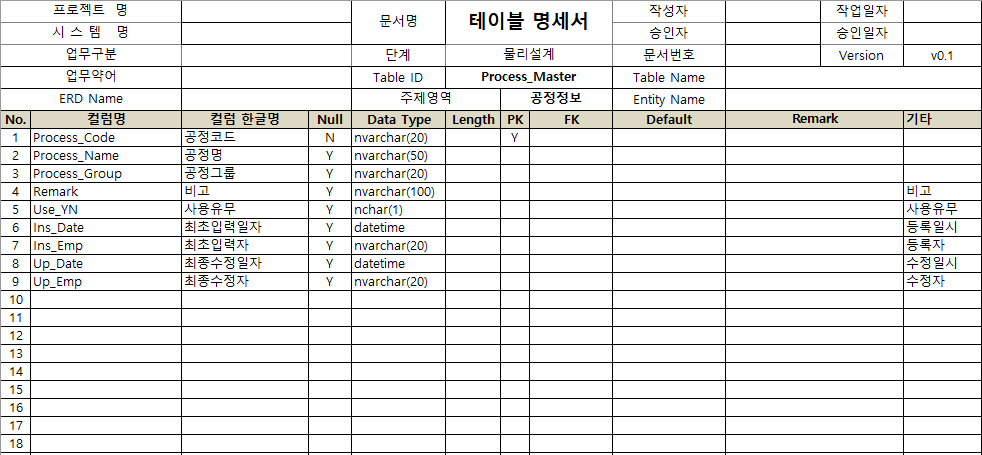 프로젝트 명 문서명 테이블 명세서 작성자 작업일자
시 스 템 명 승인자 승인일자
업무구분 단계 물리설계 문서번호 Version v0.1
업무약어 Table ID Process_Master Table Name
ERD Name 주제영역 공정정보 Entity Name
No. 컬럼명 컬럼 한글명 Null Data Type Length PK FK Default Remark 기타
1 Process_Code 공정코드 N nvarchar(20) Y
2 Process_Name 공정명 Y nvarchar(50)
3 Process_Group 공정그룹 Y nvarchar(20)
4 Remark 비고 Y nvarchar(100) 비고
5 Use_YN 사용유무 Y nchar(1) 사용유무
6 Ins_Date 최초입력일자 Y datetime 등록일시
7 Ins_Emp 최초입력자 Y nvarchar(20) 등록자
8 Up_Date 최종수정일자 Y datetime 수정일시
9 Up_Emp 최종수정자 Y nvarchar(20) 수정자
10
11
12
13
14
15
16
17
18